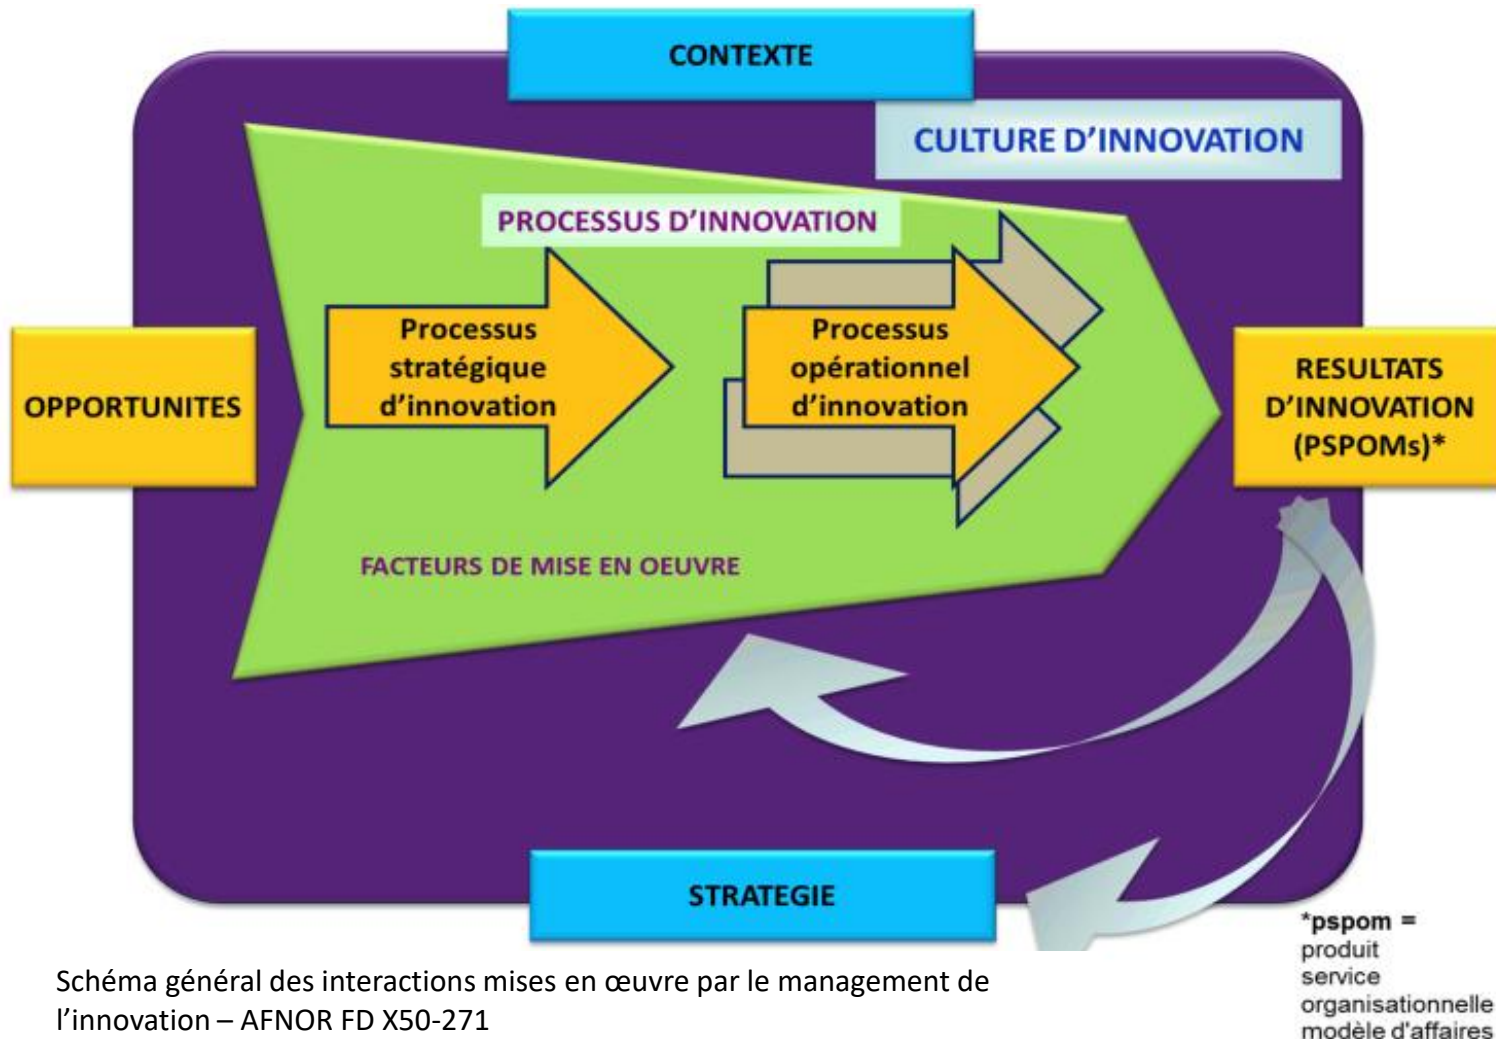 CONTEXTE
CULTURE D’INNOVATION
PROCESSUS D’INNOVATION
Processus
stratégique
d’innovation
Processus
opérationnel
d’innovation
OPPORTUNITES
RESULTATS
D’INNOVATION
(PSPOMs)*
FACTEURS DE MISE EN OEUVRE
STRATEGIE
*pspom =
produit
service
organisationnelle
modèle d'affaires
Schéma général des interactions mises en œuvre par le management de
l’innovation – AFNOR FD X50-271